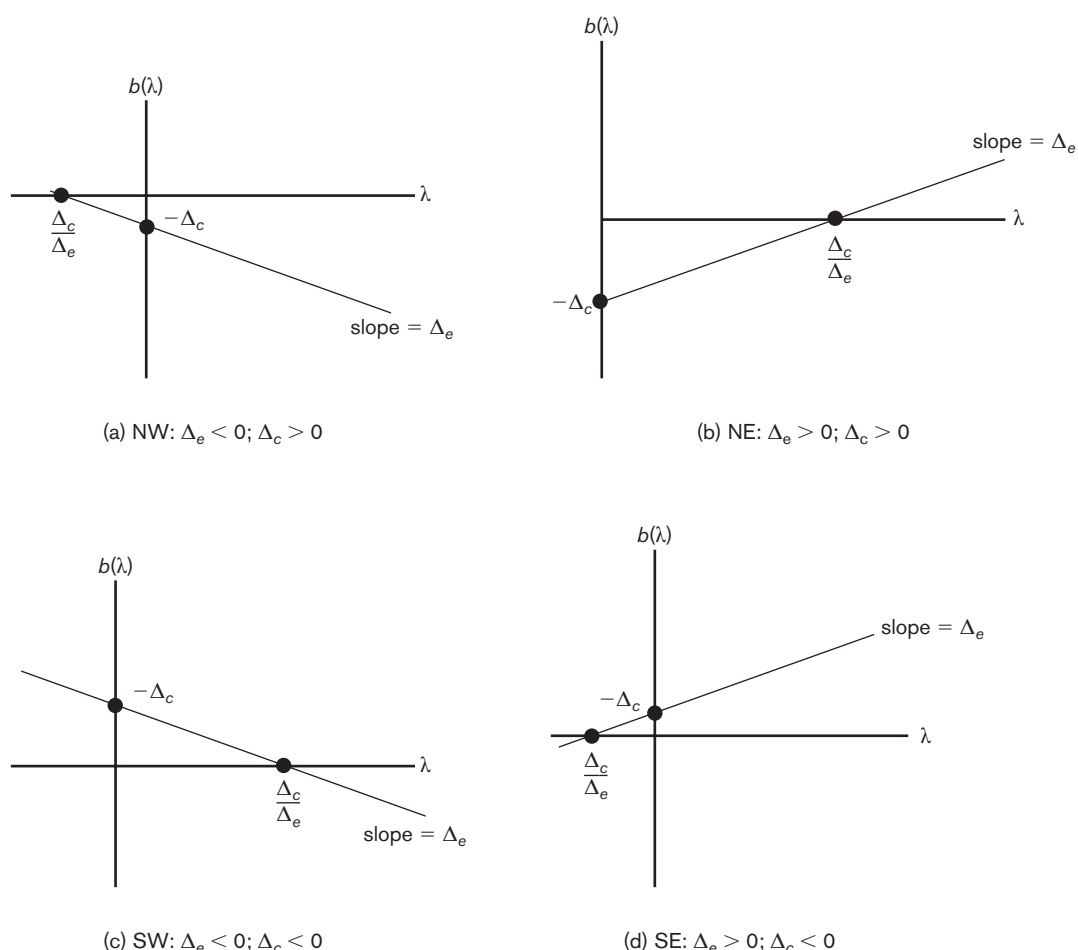 b(λ)
λ
Δc
Δe
−Δc
slope = Δe
(a) NW: Δe < 0; Δc > 0
b(λ)
slope = Δe
λ
Δc
Δe
−Δc
(b) NE: Δe > 0; Δc > 0
b(λ)
−Δc
λ
Δc
Δe
slope = Δe
(c) SW: Δe < 0; Δc < 0
b(λ)
slope = Δe
−Δc
λ
Δc
Δe
(d) SE: Δe > 0; Δc < 0